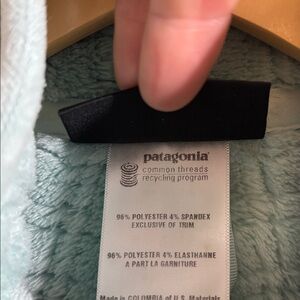 patagonia®
common threads
recycling program
96% POLYESTER 4% SPANDEX
EXCLUSIVE OF TRIM
96% POLYESTER 4% ELASTHANNE
A PART LA GARNITURE
Made in COLOMBIA of U.S. Materials